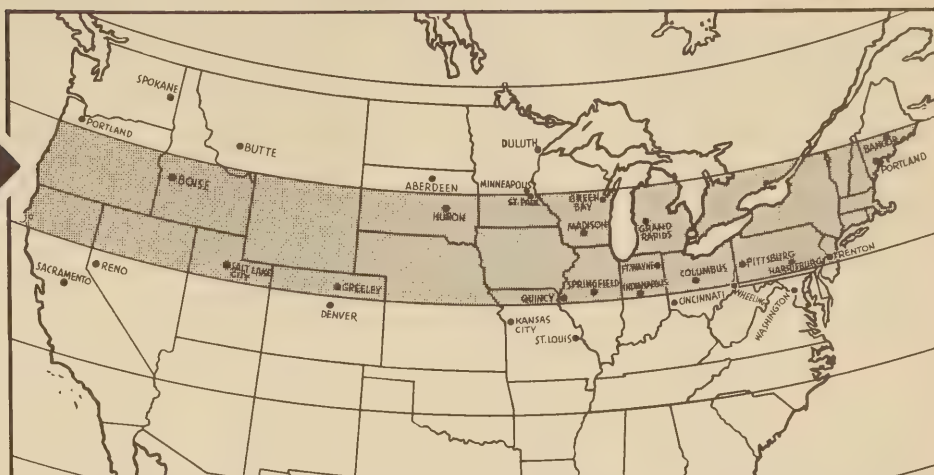 SPOKANE
PORTLAND
BUTTE
BOISE
DULUTH
ABERDEEN
MINNEAPOLIS
ST. PAUL
HURON
GREEN
BAY
MADISON
GRAND
RAPIDS
BANGOR
PORTLAND
SACRAMENTO
RENO
SALT LAKE
CITY
GREELEY
DENVER
QUINCY
SPRINGFIELD
FT. WAYNE
INDIANAPOLIS
COLUMBUS
PITTSBURG
HARRISBURG
TRENTON
KANSAS
CITY
ST. LOUIS
CINCINNATI
WHEELING
WASHINGTON